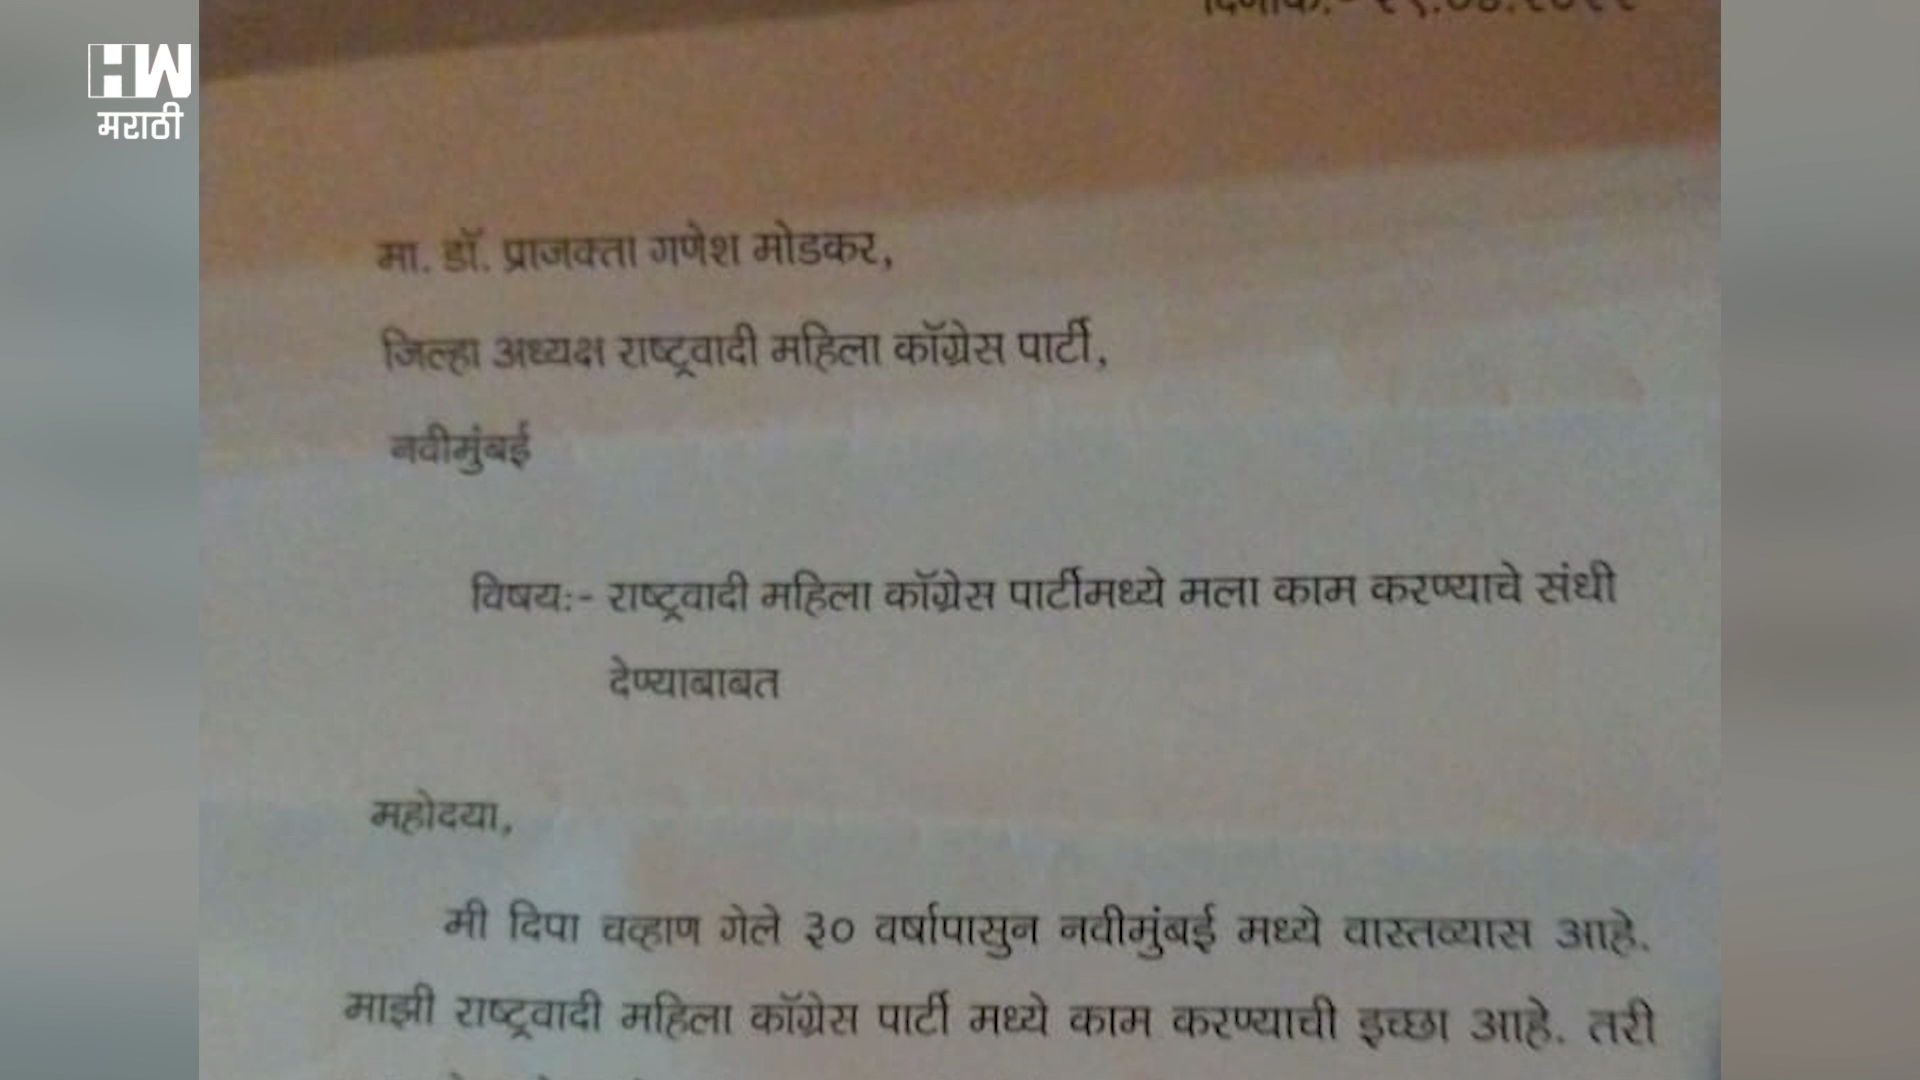 HW
मराठी
मा. डॉ. प्राजक्ता गणेश मोडकर,
जिल्हा अध्यक्ष राष्ट्रवादी महिला काँग्रेस पार्टी,
नवीमुंबई
विषय:- राष्ट्रवादी महिला काँग्रेस पार्टीमध्ये मला काम करण्याचे संधी
देण्याबाबत
महोदया,
मी दिपा चव्हाण गेले ३० वर्षापासुन नवीमुंबई मध्ये वास्तव्यास आहे.
माझी राष्ट्रवादी महिला काँग्रेस पार्टी मध्ये काम करण्याची इच्छा आहे. तरी